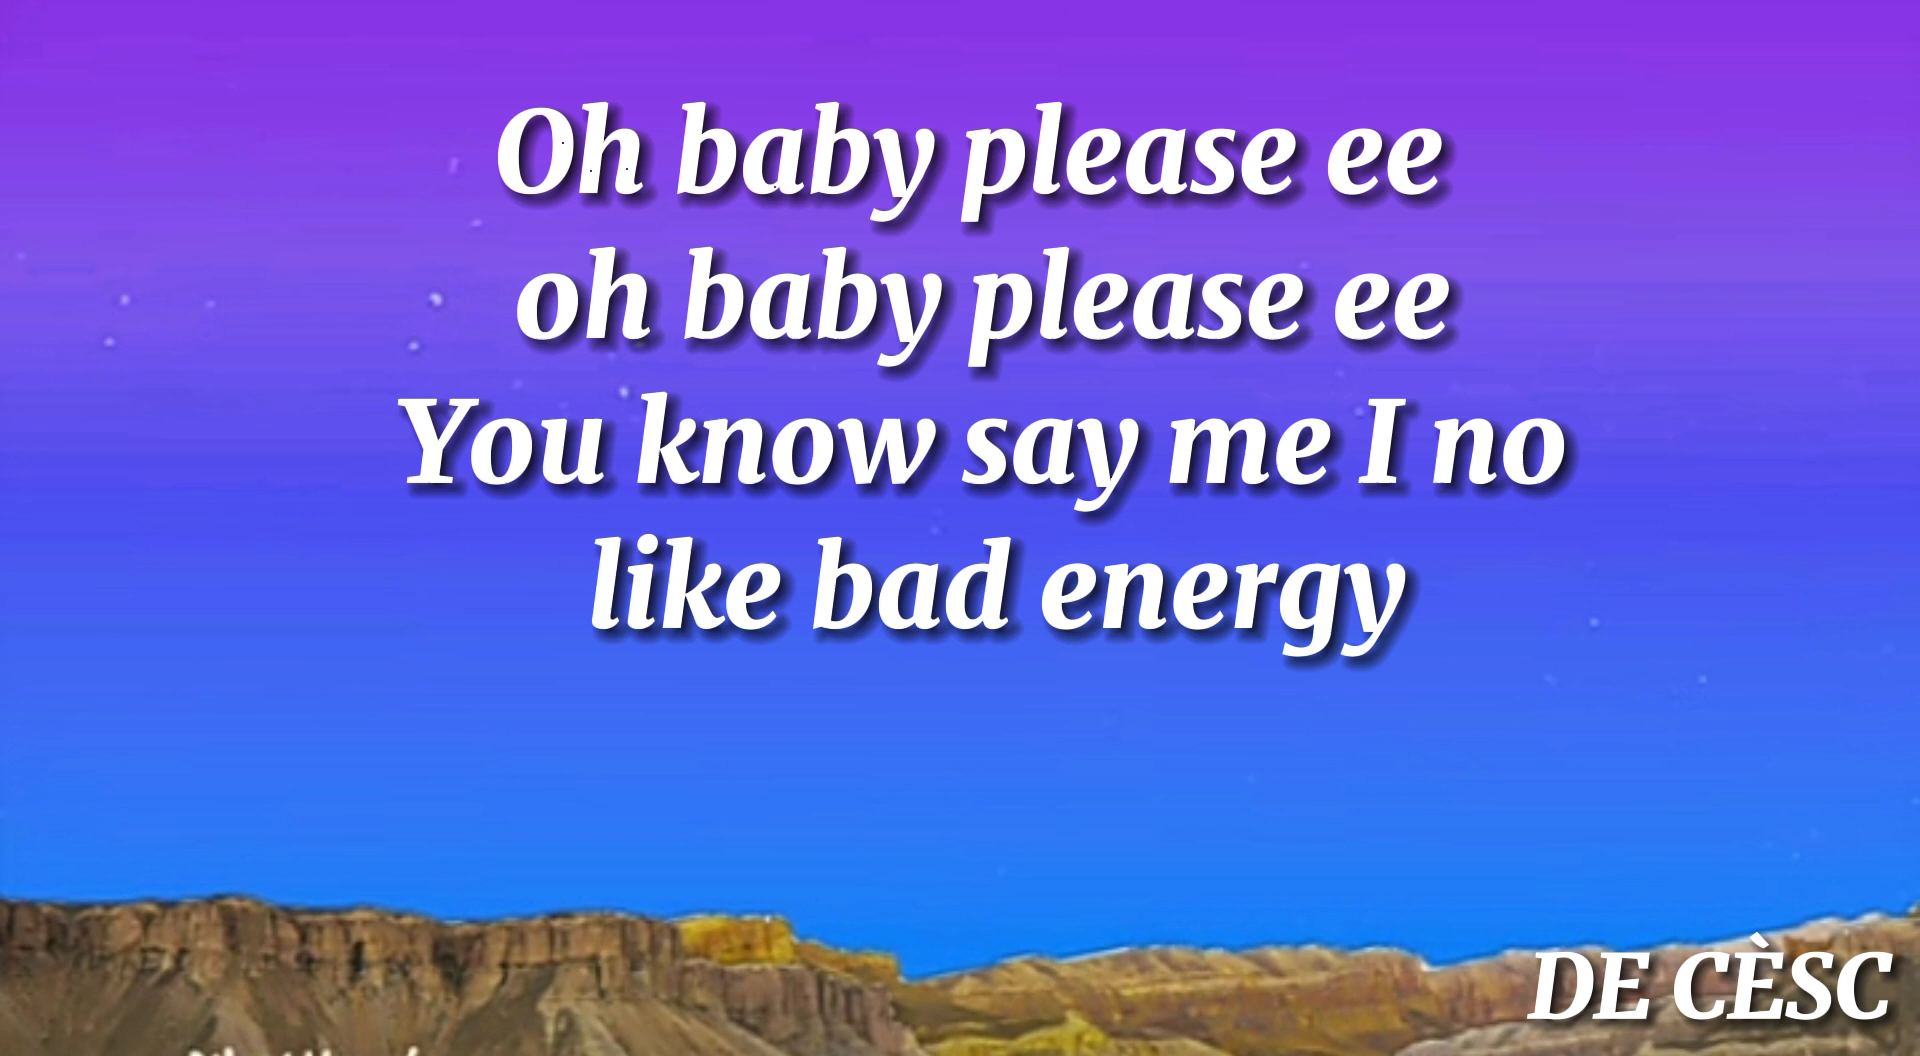 Oh baby please ee
oh baby please ee
You know say me I no
like bad energy
DE CÈSC